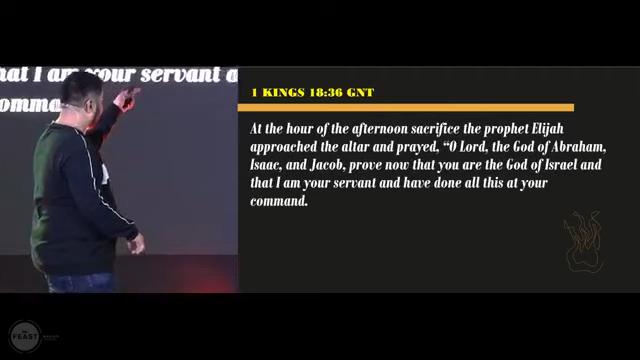 hat I am your servant a
omma
1 KINGS 18:36 GNT
At the hour of the afternoon sacrifice the prophet Elijah
approached the altar and prayed, “O Lord, the God of Abraham,
Isaac, and Jacob, prove now that you are the God of Israel and
that I am your servant and have done all this at your
command.
FEAST